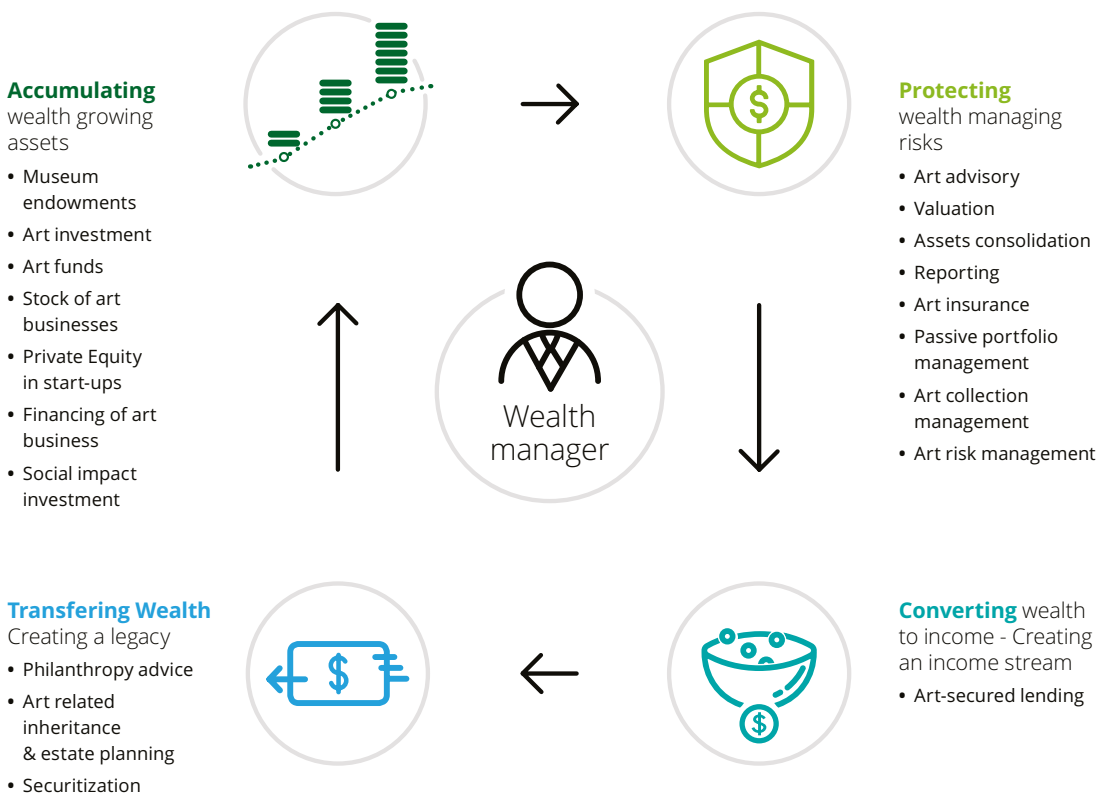 Accumulating
wealth growing
assets
• Museum
endowments
• Art investment
• Art funds
• Stock of art
businesses
• Private Equity
in start-ups
• Financing of art
business
• Social impact
investment
$
Protecting
wealth managing
risks
• Art advisory
• Valuation
• Assets consolidation
• Reporting
• Art insurance
• Passive portfolio
management
• Art collection
management
• Art risk management
Wealth
manager
Transfering Wealth
Creating a legacy
• Philanthropy advice
• Art related
inheritance
& estate planning
• Securitization
$
$
Converting wealth
to income - Creating
an income stream
• Art-secured lending